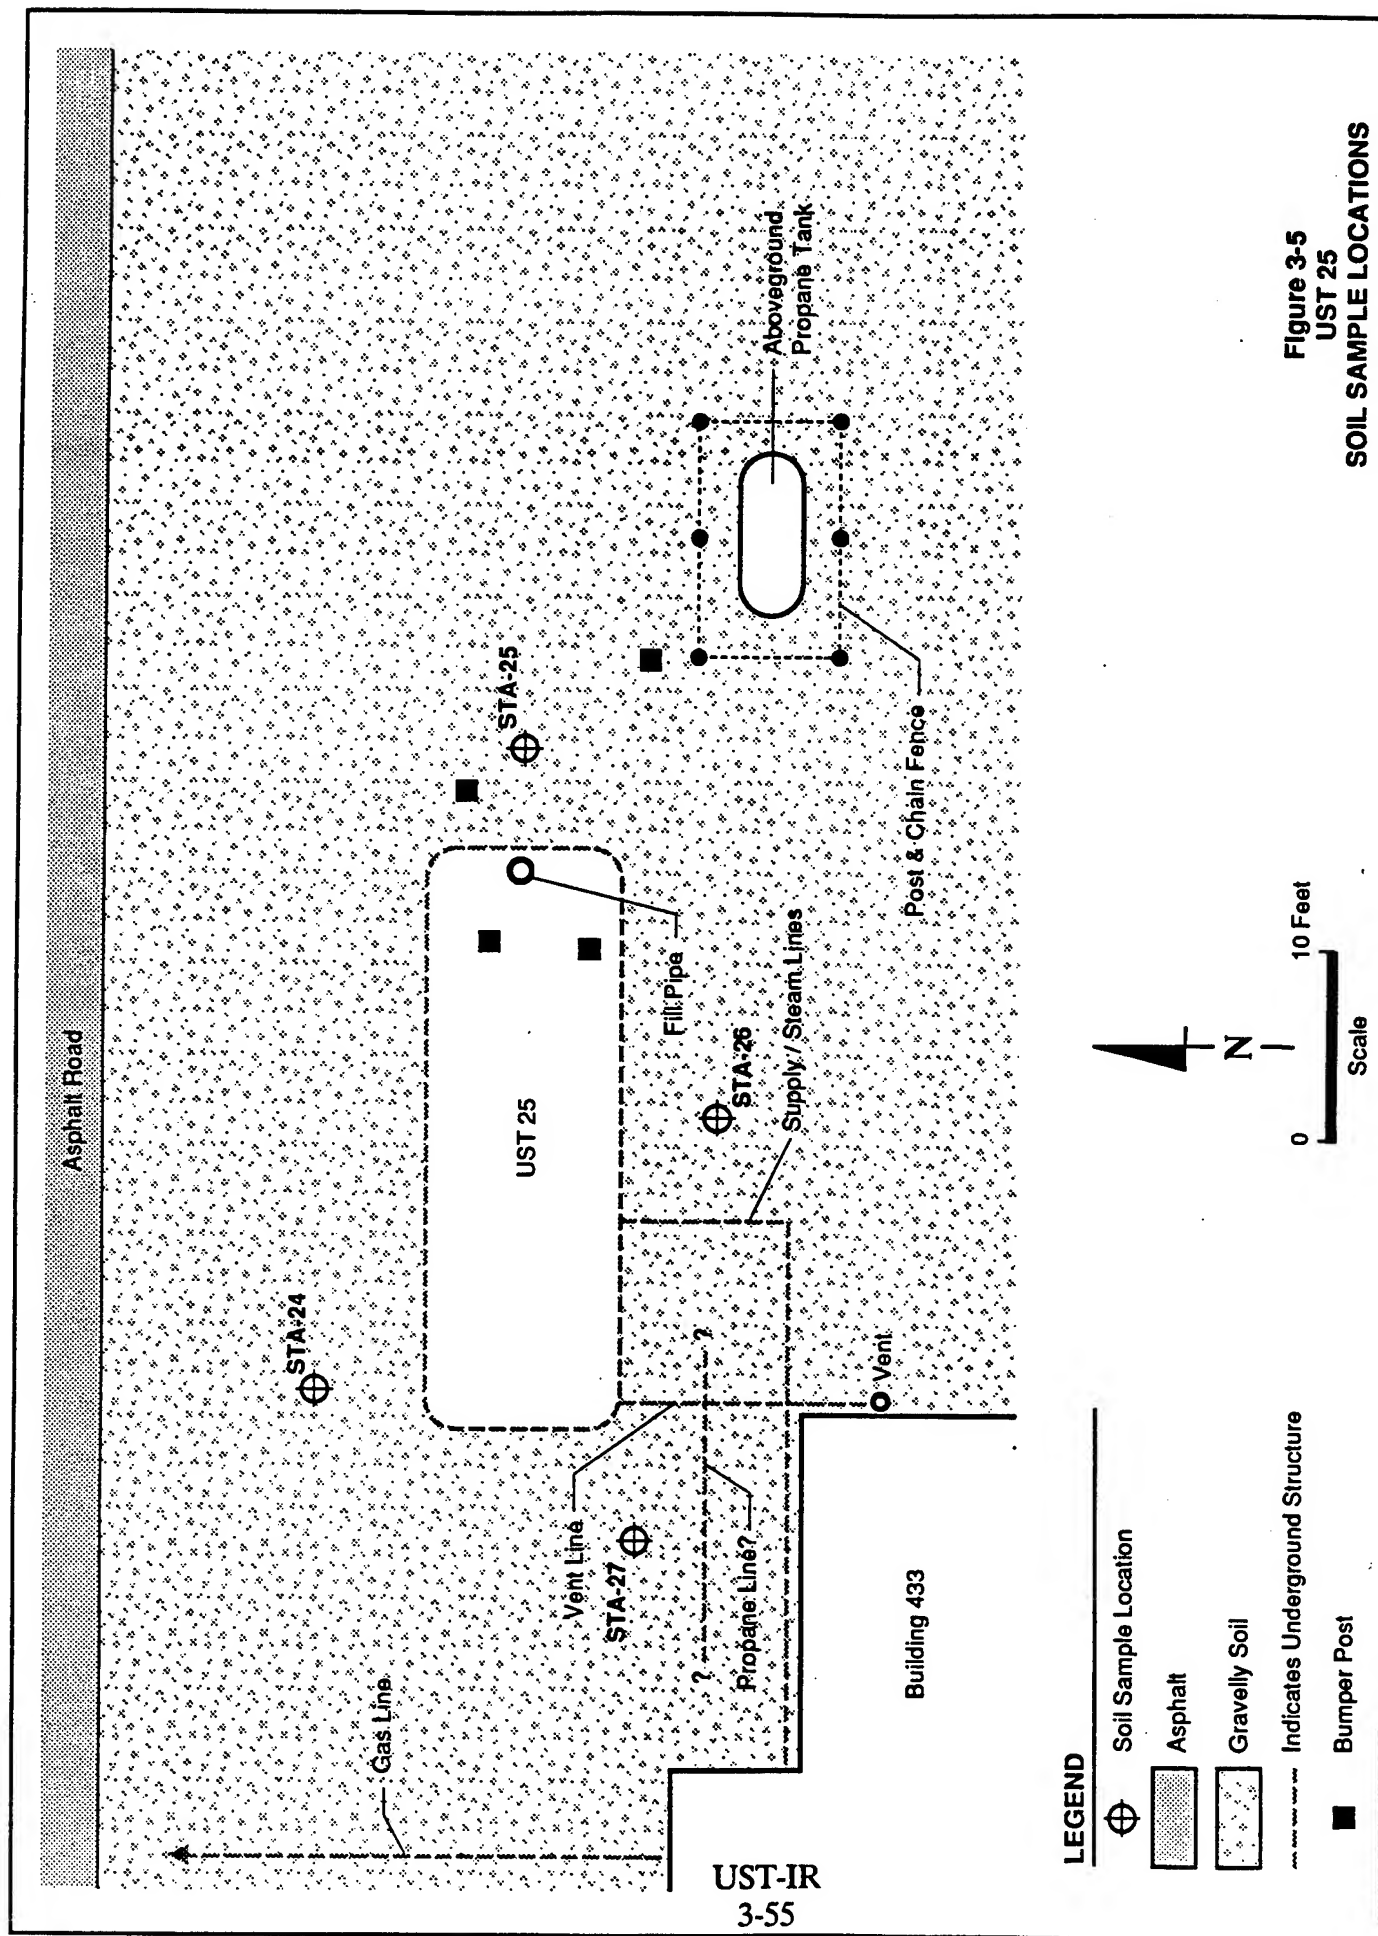 Asphalt Road
STA-24
STA-25
Gas Line
UST 25
Vent Line
STA-27
Fill Pipe
STA-26
Aboveground
Propane Tank
?
?
Propane Line?
Supply / Steam Lines
Vent
Post & Chain Fence
Building 433
LEGEND
Soil Sample Location
Asphalt
Gravelly Soil
Indicates Underground Structure
Bumper Post
N
0
10 Feet
Scale
Figure 3-5
UST 25
SOIL SAMPLE LOCATIONS
UST-IR
3-55